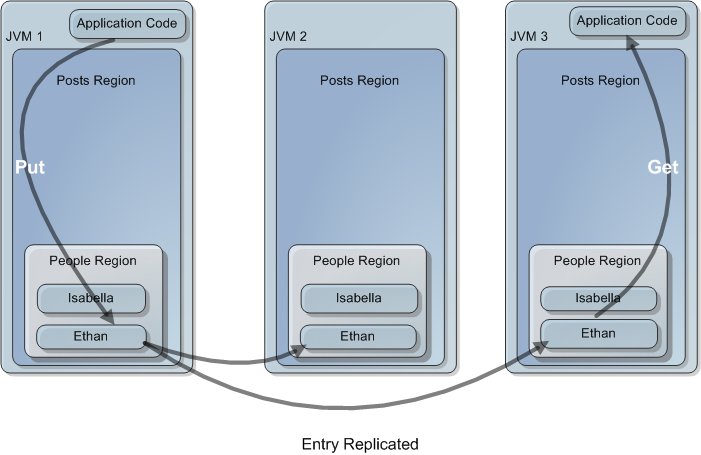 Application Code
JVM 1
Posts Region
Put
People Region
Isabella
Ethan
JVM 2
Posts Region
People Region
Isabella
Ethan
Application Code
JVM 3
Posts Region
Get
People Region
Isabella
Ethan
Entry Replicated